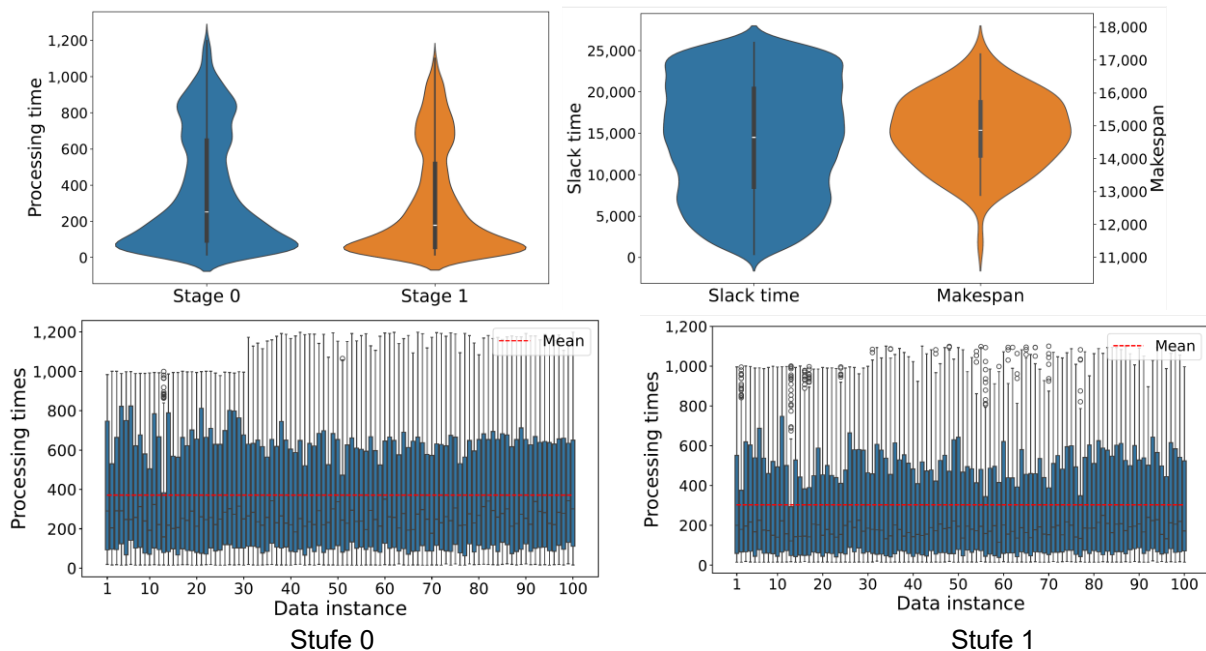 Processing time
1,200
1,000
800
600
400
200
0
Stage 0
Stage 1
Slack time
25,000
20,000
15,000
10,000
5,000
0
Slack time
Makespan
18,000
17,000
16,000
15,000
14,000
13,000
12,000
11,000
Makespan
Processing times
1,200
1,000
800
600
400
200
0
Mean
1 10 20 30 40 50 60 70 80 90 100
Data instance
Stufe 0
Processing times
1,200
1,000
800
600
400
200
0
Mean
1 10 20 30 40 50 60 70 80 90 100
Data instance
Stufe 1